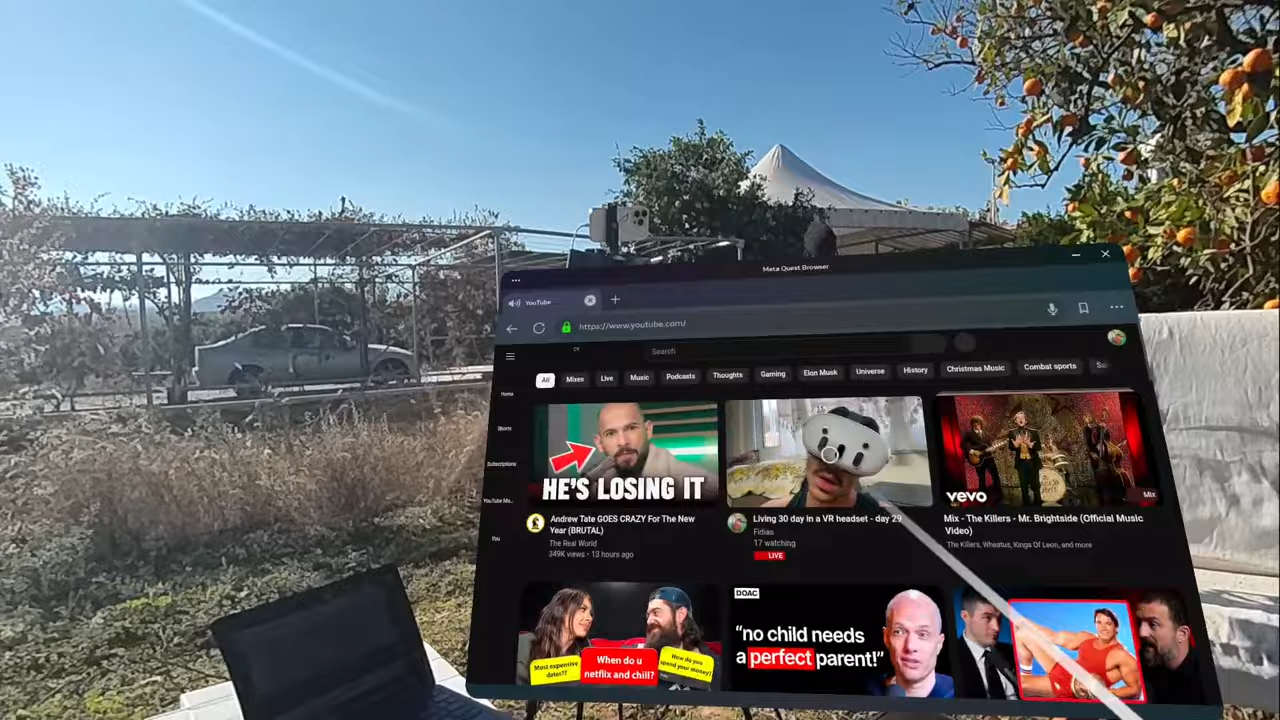 Meta Quest Browser
YouTube
https://www.youtube.com/
Search
All
Mixes
Live
Music
Podcasts
Thoughts
Gaming
Elon Musk
Universe
History
Christmas Music
Combat sports
Home
Shorts
Subscriptions
YouTube Mu...
You
HE'S LOSING IT
Andrew Tate GOES CRAZY For The New
Year (BRUTAL)
The Real World
349K views • 13 hours ago
Living 30 day in a VR headset - day 29
Fidias
17 watching
LIVE
vevo
Mix
Mix - The Killers - Mr. Brightside (Official Music
Video)
The Killers, Wheatus, Kings Of Leon, and more
Most expensive
dates??
When do u
netflix and chill?
How do you
spend your money?
DOAC
“no child needs
a perfect parent!”